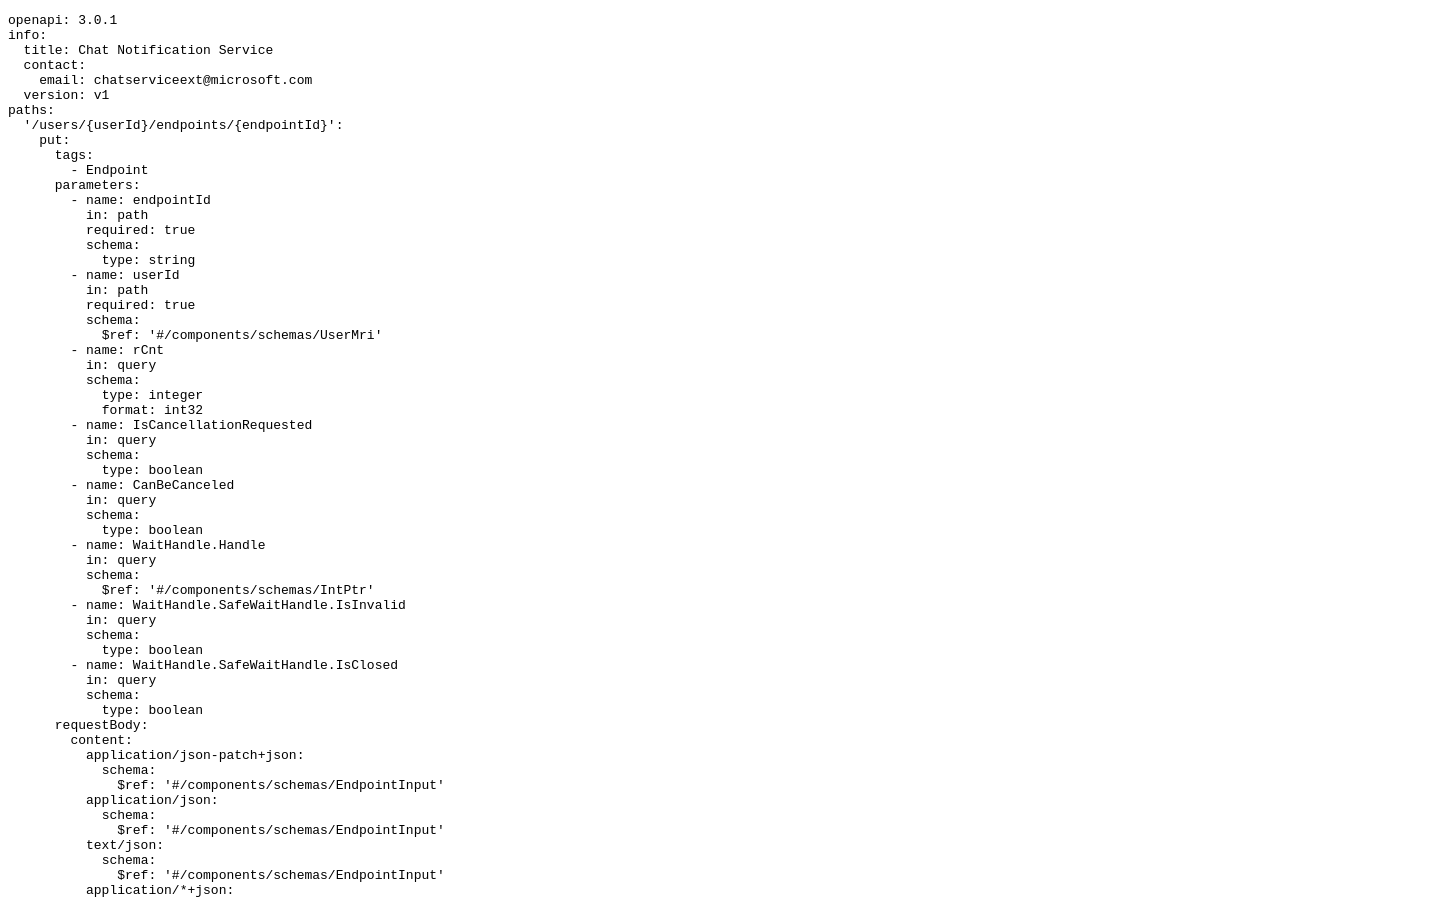 openapi: 3.0.1
info:
  title: Chat Notification Service
  contact:
    email: chatserviceext@microsoft.com
  version: v1
paths:
  '/users/{userId}/endpoints/{endpointId}':
    put:
      tags:
        - Endpoint
      parameters:
        - name: endpointId
          in: path
          required: true
          schema:
            type: string
        - name: userId
          in: path
          required: true
          schema:
            $ref: '#/components/schemas/UserMri'
        - name: rCnt
          in: query
          schema:
            type: integer
            format: int32
        - name: IsCancellationRequested
          in: query
          schema:
            type: boolean
        - name: CanBeCanceled
          in: query
          schema:
            type: boolean
        - name: WaitHandle.Handle
          in: query
          schema:
            $ref: '#/components/schemas/IntPtr'
        - name: WaitHandle.SafeWaitHandle.IsInvalid
          in: query
          schema:
            type: boolean
        - name: WaitHandle.SafeWaitHandle.IsClosed
          in: query
          schema:
            type: boolean
      requestBody:
        content:
          application/json-patch+json:
            schema:
              $ref: '#/components/schemas/EndpointInput'
          application/json:
            schema:
              $ref: '#/components/schemas/EndpointInput'
          text/json:
            schema:
              $ref: '#/components/schemas/EndpointInput'
          application/*+json: